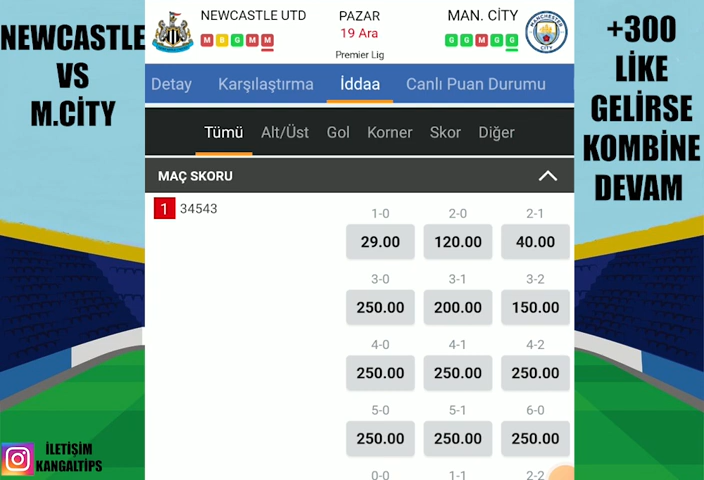 NEWCASTLE
VS
M.CİTY
NEWCASTLE UTD
M B G M M
PAZAR
19 Ara
Premier Lig
MAN. CİTY
G G M G G
+300
LİKE
GELİRSE
KOMBİNE
DEVAM
Detay Karşılaştırma İddaa Canlı Puan Durumu
Tümü Alt/Üst Gol Korner Skor Diğer
MAÇ SKORU
1 34543
1-0 2-0 2-1
29.00 120.00 40.00
3-0 3-1 3-2
250.00 200.00 150.00
4-0 4-1 4-2
250.00 250.00 250.00
5-0 5-1 6-0
250.00 250.00 250.00
0-0 1-1 2-2
İLETİŞİM
KANGALTİPS